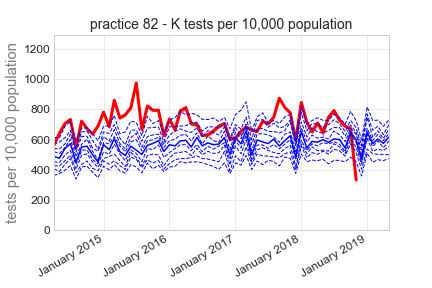 practice 82 - K tests per 10,000 population
tests per 10,000 population
1200
1000
800
600
400
200
0
January 2015
January 2016
January 2017
January 2018
January 2019